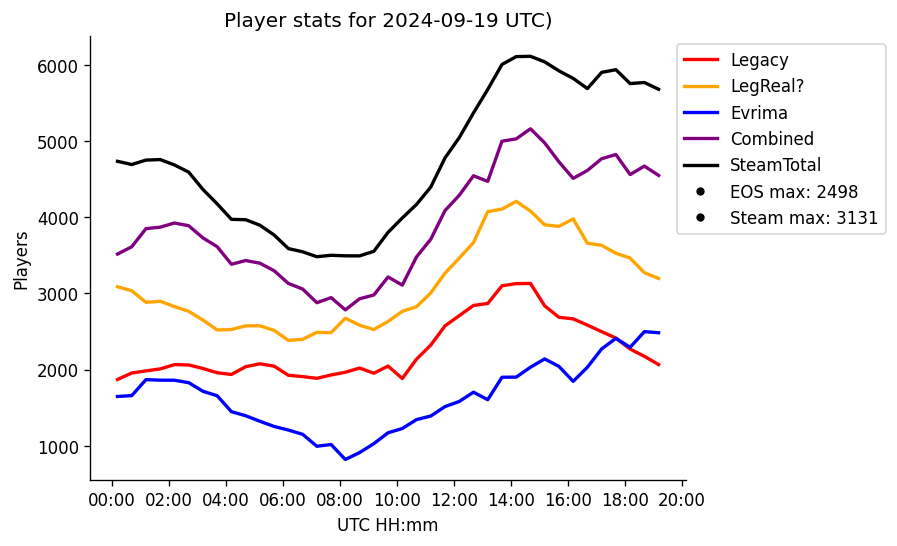 Player stats for 2024-09-19 UTC)
Legacy
LegReal?
Evrima
Combined
SteamTotal
EOS max: 2498
Steam max: 3131
Players
6000
5000
4000
3000
2000
1000
00:00 02:00 04:00 06:00 08:00 10:00 12:00 14:00 16:00 18:00 20:00
UTC HH:mm